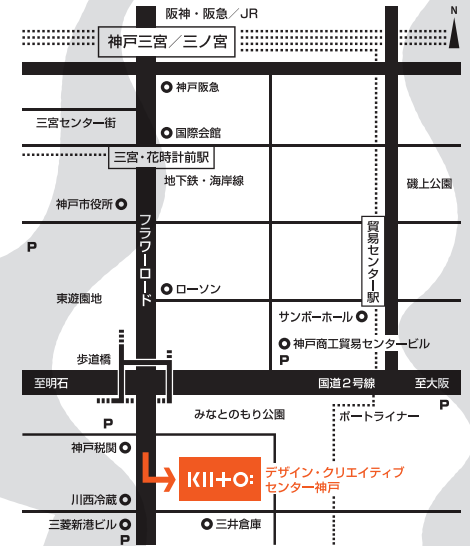 阪神・阪急／JR
N
神戸三宮／三ノ宮
神戸阪急
三宮センター街
国際会館
三宮・花時計前駅
地下鉄・海岸線
磯上公園
神戸市役所
フラワーロード
貿易センター駅
P
東遊園地
ローソン
サンボーホール
神戸商工貿易センタービル
P
歩道橋
至明石
国道2号線
至大阪
P
みなとのもり公園
ポートライナー
P
神戸税関
KIITO:
デザイン・クリエイティブ
センター神戸
川西冷蔵
三菱新港ビル
三井倉庫
P